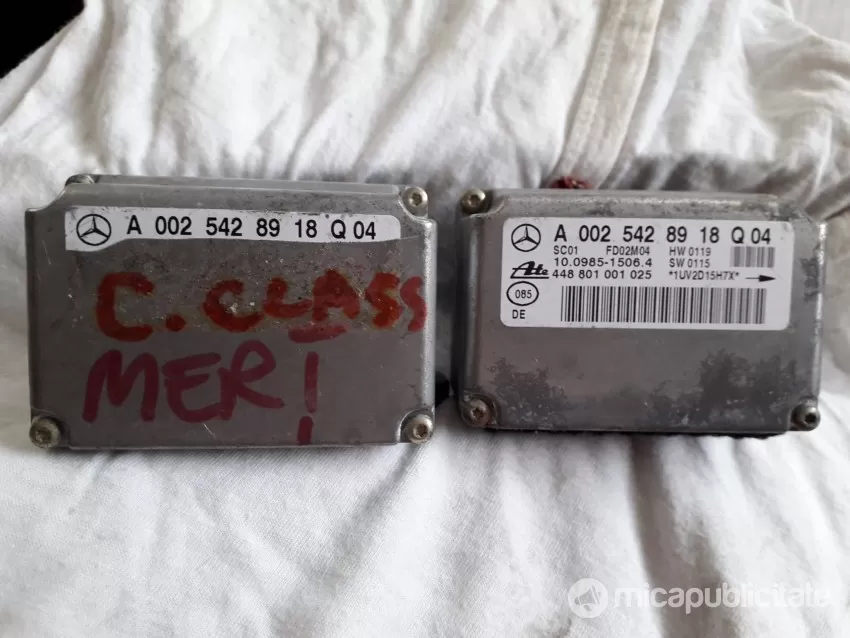 A 002 542 89 18 Q 04
C. CLASS
MER!
A 002 542 89 18 Q 04
SC01 FD02M04 HW 0119
10.0985-1506.4 SW 0115
Ate 448 801 001 025 *1UV2D15H7X*
085
DE
micapublicitate